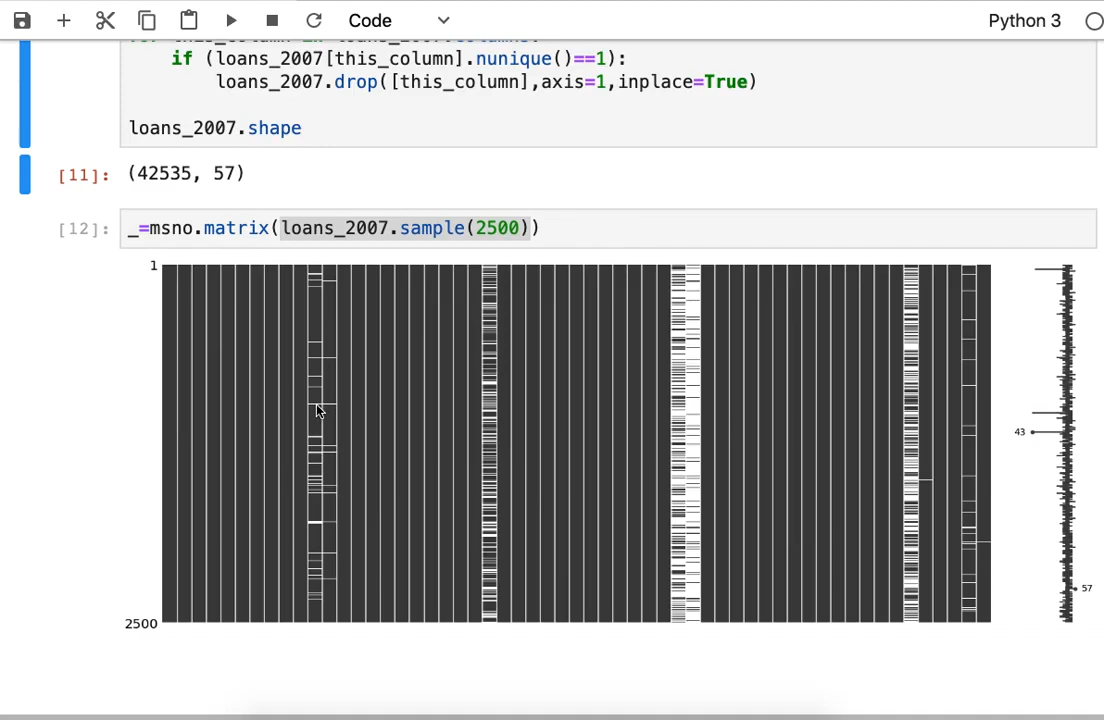 Code
Python 3
if (loans_2007[this_column].nunique()==1):
loans_2007.drop([this_column],axis=1,inplace=True)
loans_2007.shape
[11]: (42535, 57)
[12]: _=msno.matrix(loans_2007.sample(2500))
1
43
57
2500